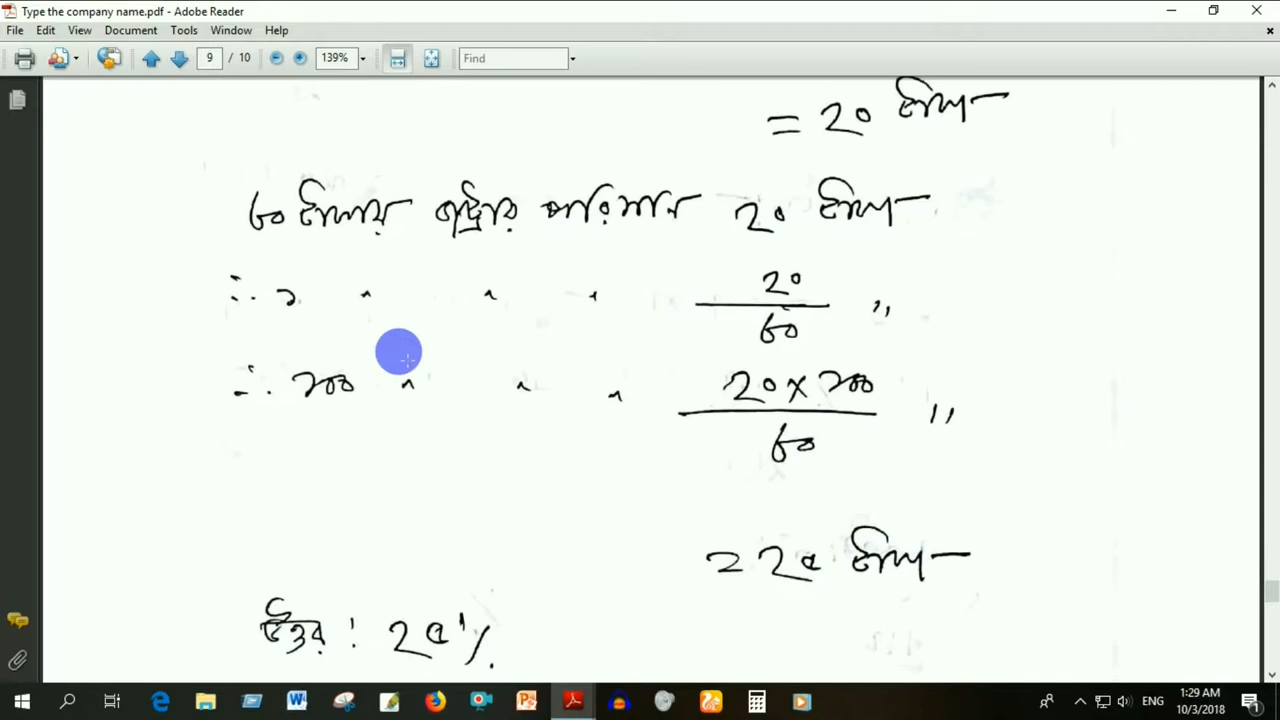 Type the company name.pdf - Adobe Reader
File Edit View Document Tools Window Help
9 / 10 139% Find
= ২০ টাকা
৮০ টাকায় বাট্টার পরিমান ২০ টাকা
∴ ১ " " " ২০/৮০ "
∴ ১০০ " " " ২০×১০০/৮০ "
= ২৫ টাকা
উত্তর : ২৫%
ENG
1:29 AM
10/3/2018